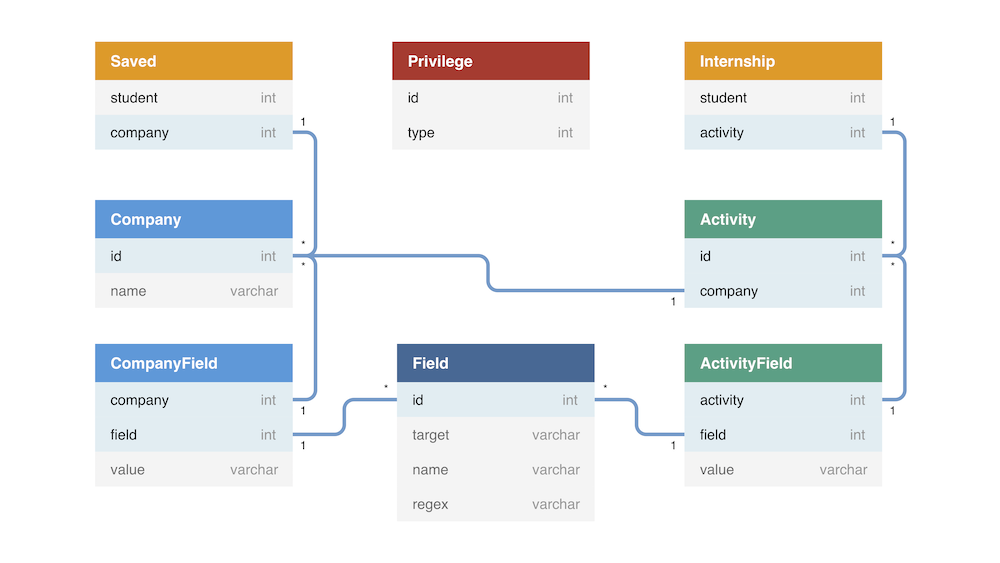 Saved
student int
company int
1
Privilege
id int
type int
Internship
student int
activity int
1
Company
id int
name varchar
*
*
Activity
id int
company int
*
*
1
CompanyField
company int
field int
value varchar
1
1
Field
id int
target varchar
name varchar
regex varchar
*
*
ActivityField
activity int
field int
value varchar
1
1